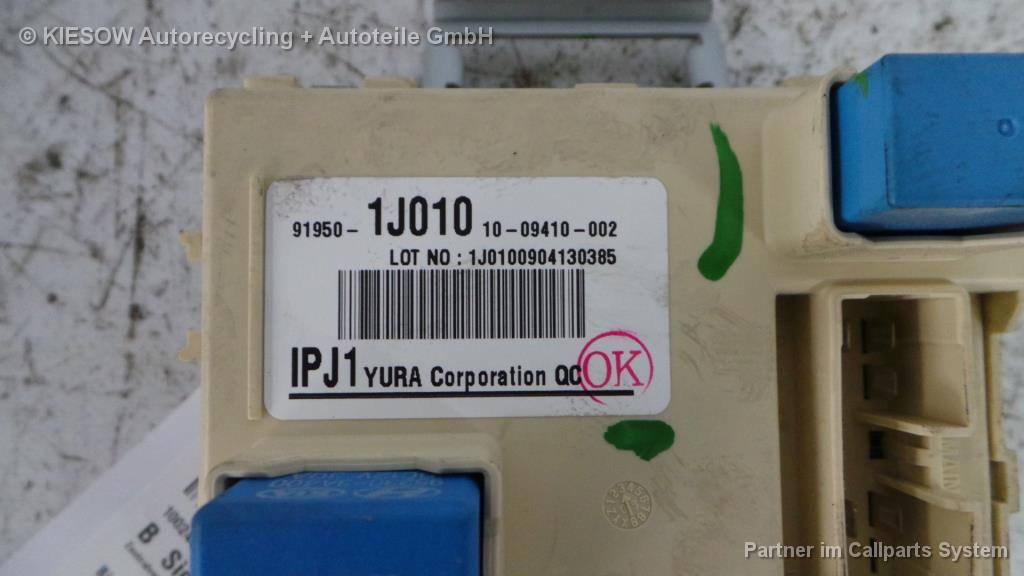 © KIESOW Autorecycling + Autoteile GmbH
91950- 1J010 10-09410-002
LOT NO : 1J0100904130385
IPJ1 YURA Corporation QC OK
Partner im Callparts System